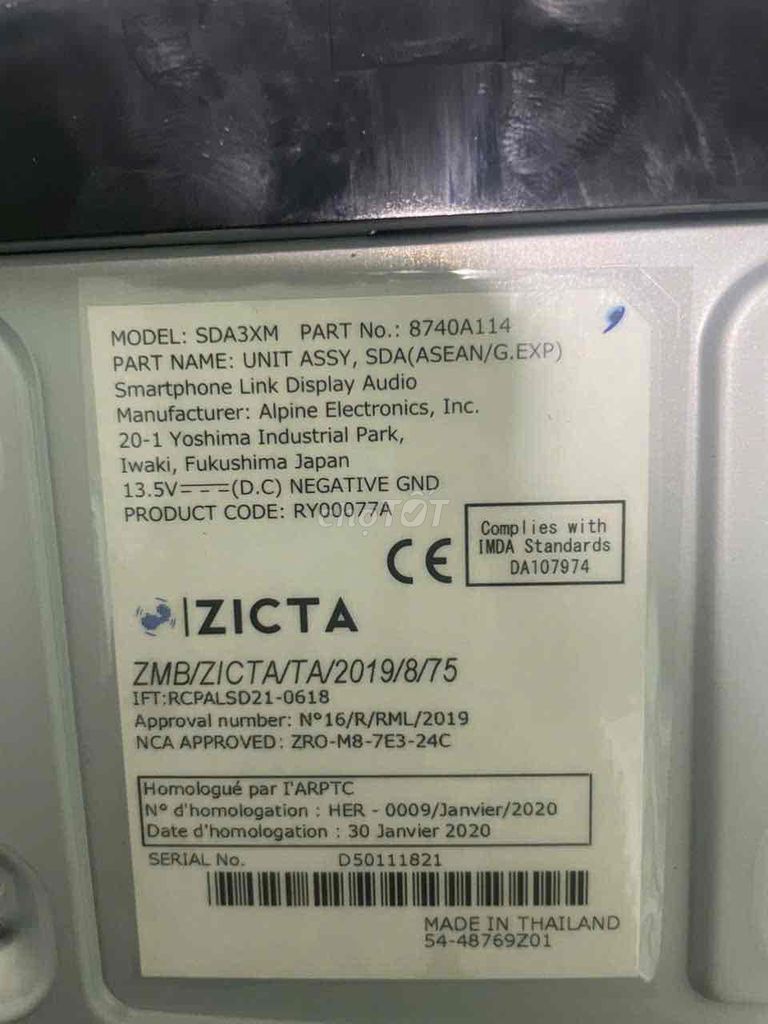 MODEL: SDA3XM PART No.: 8740A114
PART NAME: UNIT ASSY, SDA(ASEAN/G.EXP)
Smartphone Link Display Audio
Manufacturer: Alpine Electronics, Inc.
20-1 Yoshima Industrial Park,
Iwaki, Fukushima Japan
13.5V⎓(D.C) NEGATIVE GND
PRODUCT CODE: RY00077A
chợTỐT
CE
Complies with
IMDA Standards
DA107974
ZICTA
ZMB/ZICTA/TA/2019/8/75
IFT:RCPALSD21-0618
Approval number: N°16/R/RML/2019
NCA APPROVED: ZRO-M8-7E3-24C
Homologué par I'ARPTC
N° d'homologation : HER - 0009/Janvier/2020
Date d'homologation : 30 Janvier 2020
SERIAL No. D50111821
MADE IN THAILAND
54-48769Z01